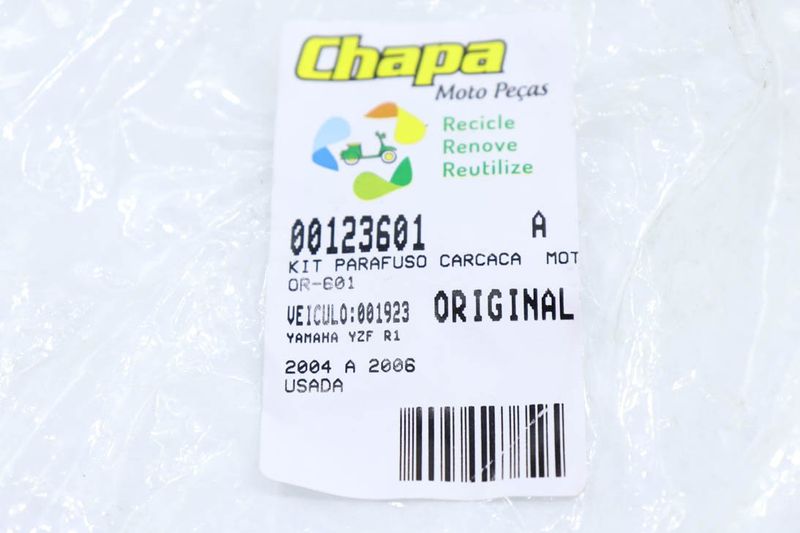 Chapa
Moto Peças
Recicle
Renove
Reutilize
00123601 A
KIT PARAFUSO CARCACA MOT
OR-601
VEICULO:001923 ORIGINAL
YAMAHA YZF R1
2004 A 2006
USADA